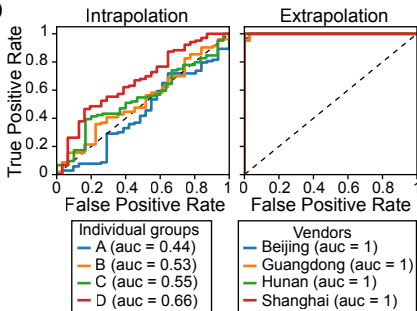 Intrapolation
Extrapolation
True Positive Rate
1
0.8
0.6
0.4
0.2
0
0.2 0.4 0.6 0.8 1
0 0.2 0.4 0.6 0.8 1
False Positive Rate
False Positive Rate
Individual groups
A (auc = 0.44)
B (auc = 0.53)
C (auc = 0.55)
D (auc = 0.66)
Vendors
Beijing (auc = 1)
Guangdong (auc = 1)
Hunan (auc = 1)
Shanghai (auc = 1)